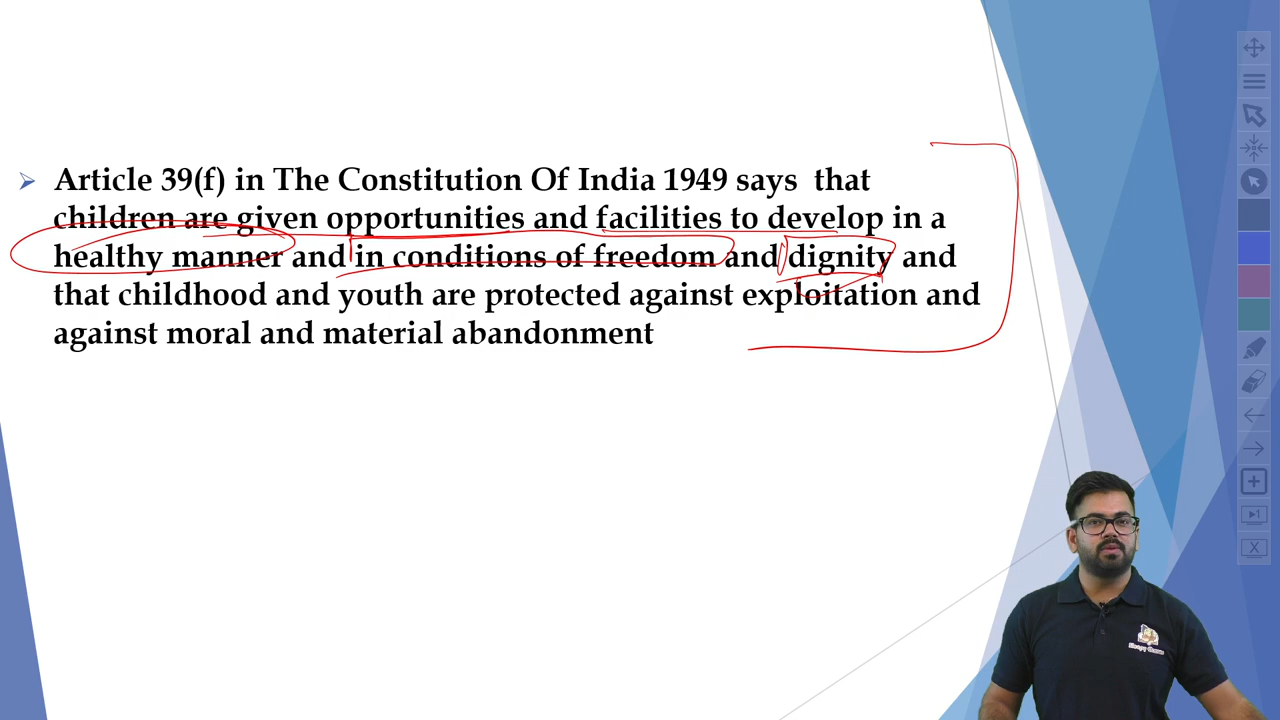 Article 39(f) in The Constitution Of India 1949 says that
children are given opportunities and facilities to develop in a
healthy manner and in conditions of freedom and dignity and
that childhood and youth are protected against exploitation and
against moral and material abandonment